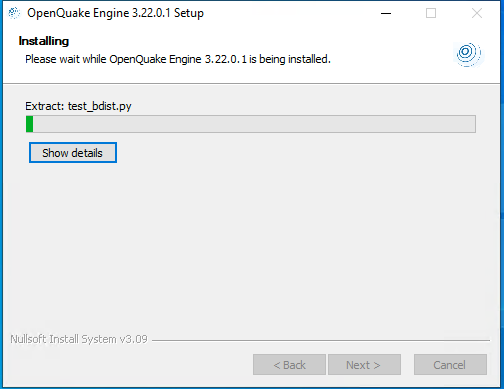 OpenQuake Engine 3.22.0.1 Setup
Installing
Please wait while OpenQuake Engine 3.22.0.1 is being installed.
Extract: test_bdist.py
Show details
Nullsoft Install System v3.09
< Back
Next >
Cancel